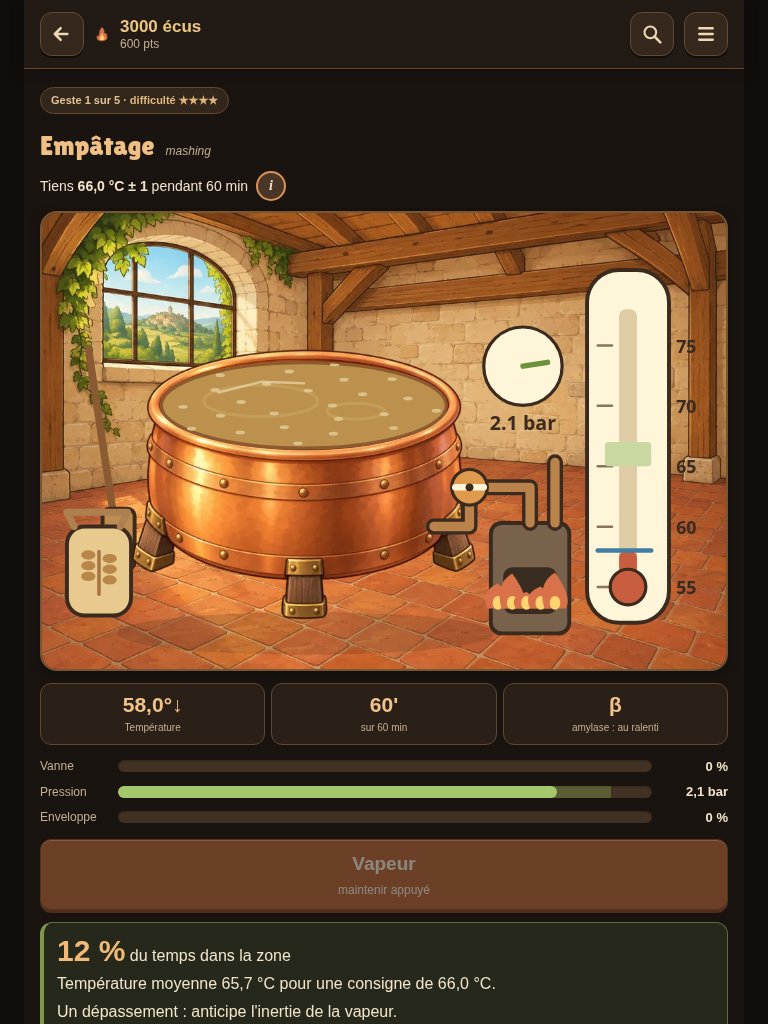 3000 écus
600 pts
Geste 1 sur 5 · difficulté ★★★★
Empâtage mashing
Tiens 66,0 °C ± 1 pendant 60 min i
75
70
65
60
55
2.1 bar
58,0°↓
Température
60'
sur 60 min
β
amylase : au ralenti
Vanne 0 %
Pression 2,1 bar
Enveloppe 0 %
Vapeur
maintenir appuyé
12 % du temps dans la zone
Température moyenne 65,7 °C pour une consigne de 66,0 °C.
Un dépassement : anticipe l'inertie de la vapeur.